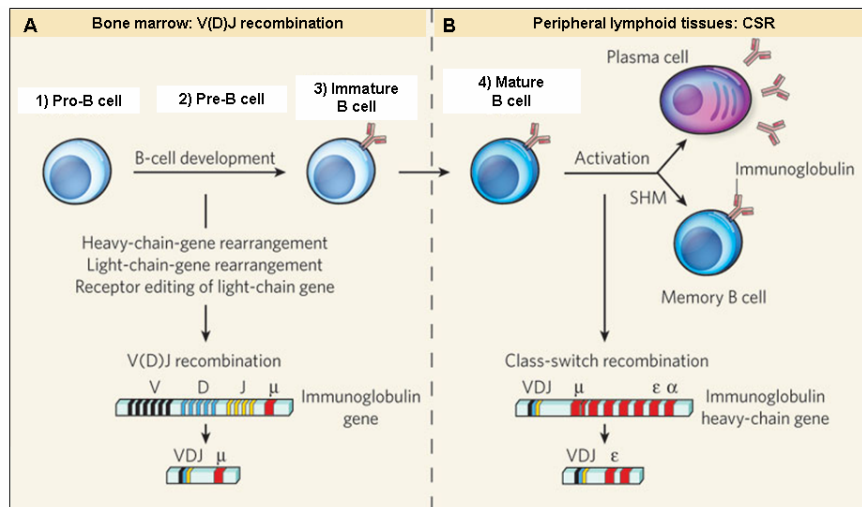 A
Bone marrow: V(D)J recombination
1) Pro-B cell
2) Pre-B cell
3) Immature
B cell
B-cell development
Heavy-chain-gene rearrangement
Light-chain-gene rearrangement
Receptor editing of light-chain gene
V(D)J recombination
V D J μ
Immunoglobulin
gene
VDJ μ
B
Peripheral lymphoid tissues: CSR
Plasma cell
4) Mature
B cell
Activation
SHM
Immunoglobulin
Memory B cell
Class-switch recombination
VDJ μ ε α
Immunoglobulin
heavy-chain gene
VDJ ε